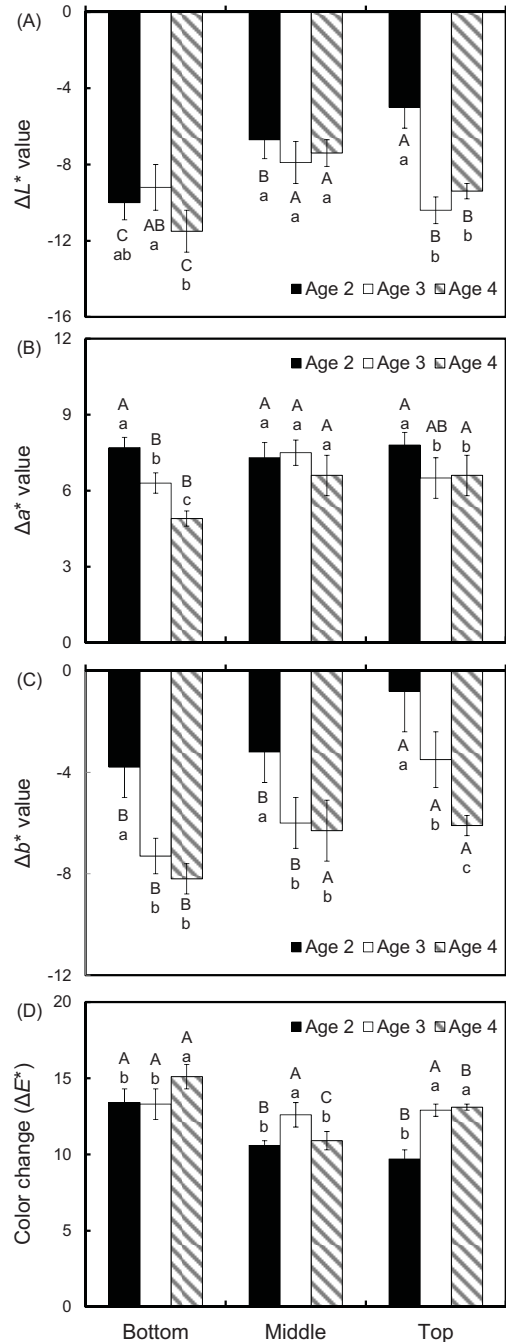 (A)
0
-4
-8
-12
-16
ΔL* value
C
ab
AB
a
C
b
B
a
A
a
A
a
A
a
B
b
B
b
Age 2 Age 3 Age 4
(B)
12
9
6
3
0
Δa* value
Age 2 Age 3 Age 4
A
a
B
b
B
c
A
a
A
a
A
a
A
a
AB
b
A
b
(C)
0
-4
-8
-12
Δb* value
B
a
B
b
B
b
B
a
B
b
A
b
A
a
A
b
A
c
Age 2 Age 3 Age 4
(D)
20
15
10
5
0
Color change (ΔE*)
Age 2 Age 3 Age 4
A
b
A
b
A
a
B
b
A
a
C
b
B
b
A
a
B
a
Bottom Middle Top